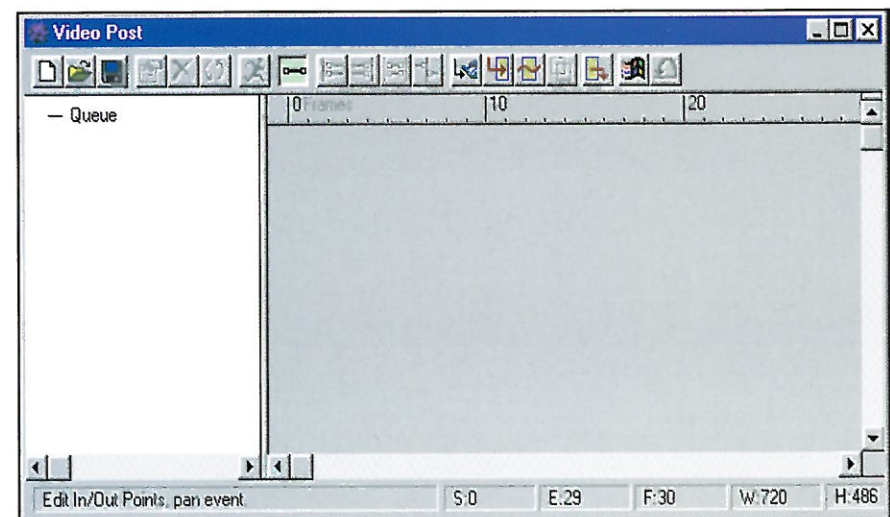 Video Post
Queue
0 Frames 10 20
Edit In/Out Points, pan event.
S:0 E:29 F:30 W:720 H:486